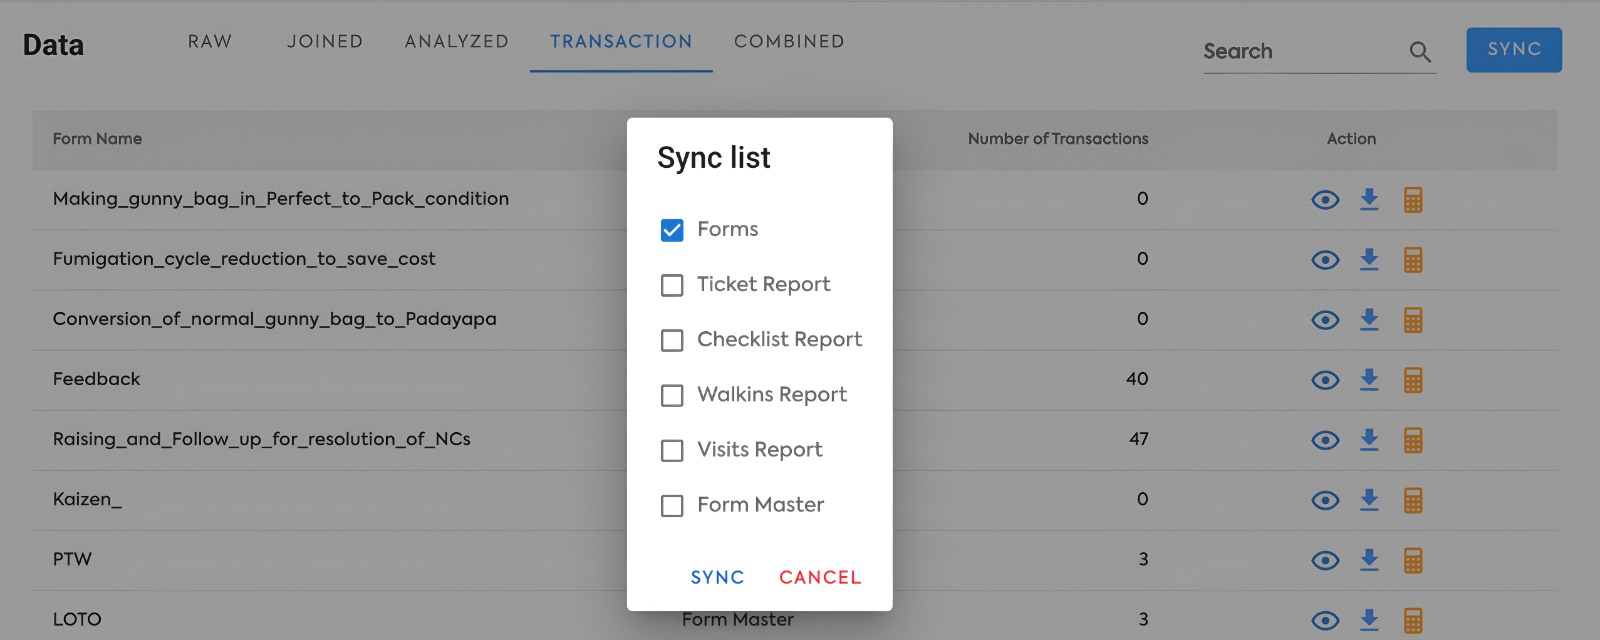 Data RAW JOINED ANALYZED TRANSACTION COMBINED Search SYNC
Form Name Number of Transactions Action
Making_gunny_bag_in_Perfect_to_Pack_condition 0
Fumigation_cycle_reduction_to_save_cost 0
Conversion_of_normal_gunny_bag_to_Padayapa 0
Feedback 40
Raising_and_Follow_up_for_resolution_of_NCs 47
Kaizen_ 0
PTW 3
LOTO Form Master 3
Sync list
Forms
Ticket Report
Checklist Report
Walkins Report
Visits Report
Form Master
SYNC CANCEL